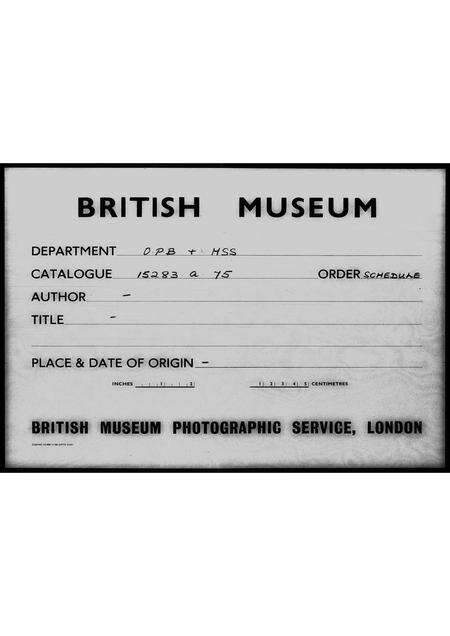 BRITISH MUSEUM
DEPARTMENT OPB + MSS
CATALOGUE 15283 a 75 ORDER SCHEDULE
AUTHOR -
TITLE -
PLACE & DATE OF ORIGIN -
INCHES 1 2 1 2 3 4 5 CENTIMETRES
BRITISH MUSEUM PHOTOGRAPHIC SERVICE, LONDON